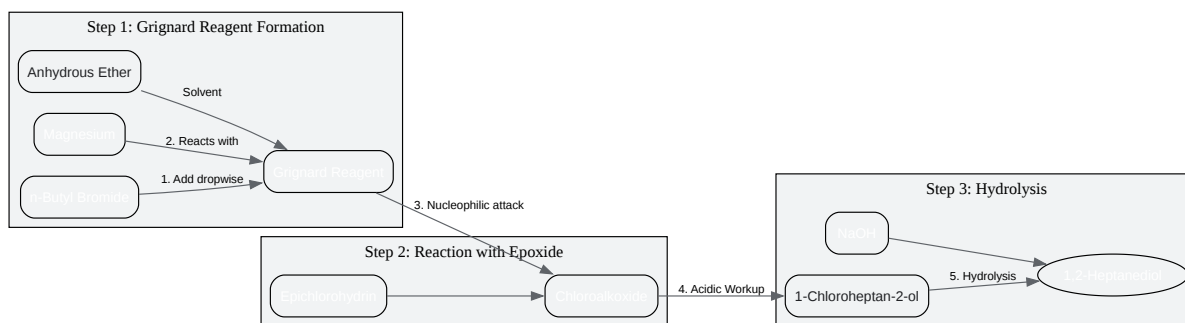 Step 1: Grignard Reagent Formation
Anhydrous Ether
Solvent
Magnesium
2. Reacts with
Grignard Reagent
1. Add dropwise
n-Butyl Bromide
3. Nucleophilic attack
Step 2: Reaction with Epoxide
Epichlorohydrin
Chloroalkoxide
4. Acidic Workup
Step 3: Hydrolysis
NaOH
1-Chloroheptan-2-ol
5. Hydrolysis
1,2-Heptanediol